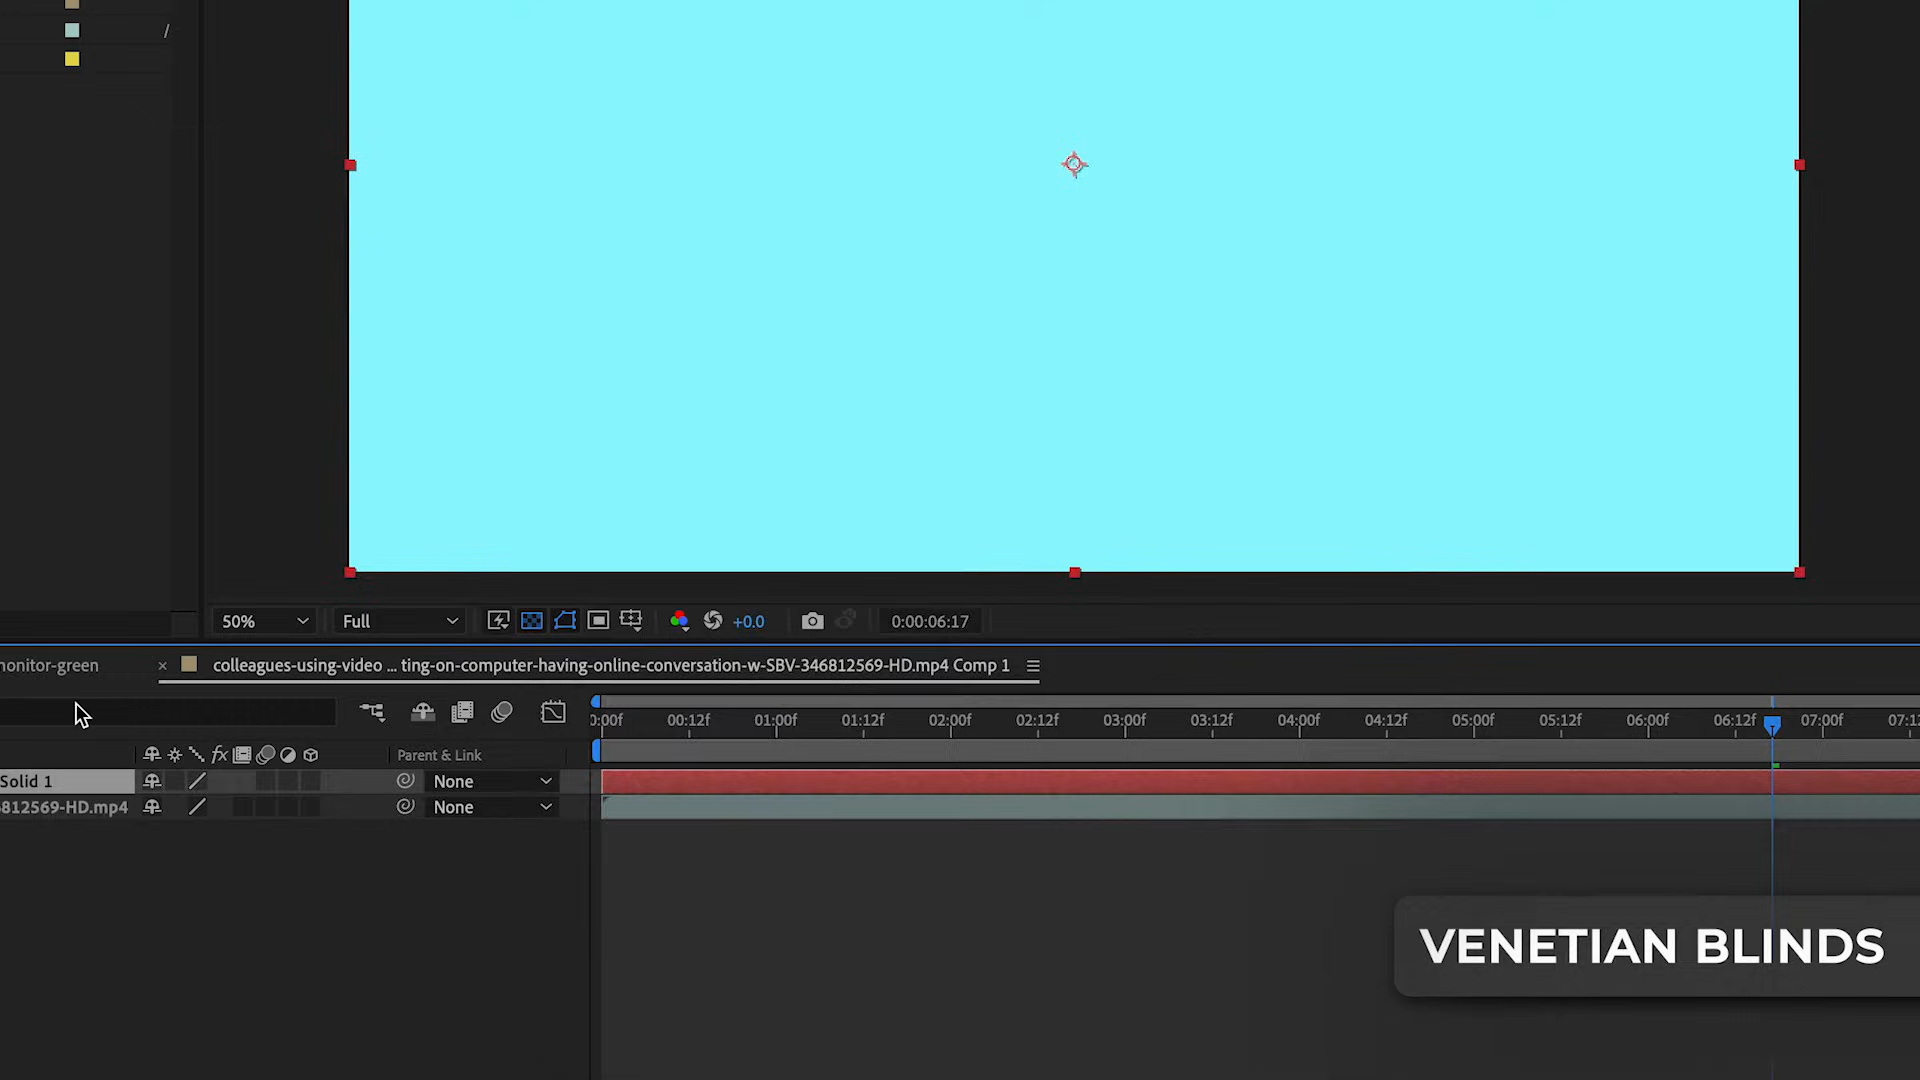 /
50%
Full
+0.0
0:00:06:17
monitor-green
×
colleagues-using-video ... ting-on-computer-having-online-conversation-w-SBV-346812569-HD.mp4 Comp 1
00:12f
01:00f
01:12f
02:00f
02:12f
03:00f
03:12f
04:00f
04:12f
05:00f
05:12f
06:00f
06:12f
07:00f
fx
Parent & Link
Solid 1
None
812569-HD.mp4
None
VENETIAN BLINDS